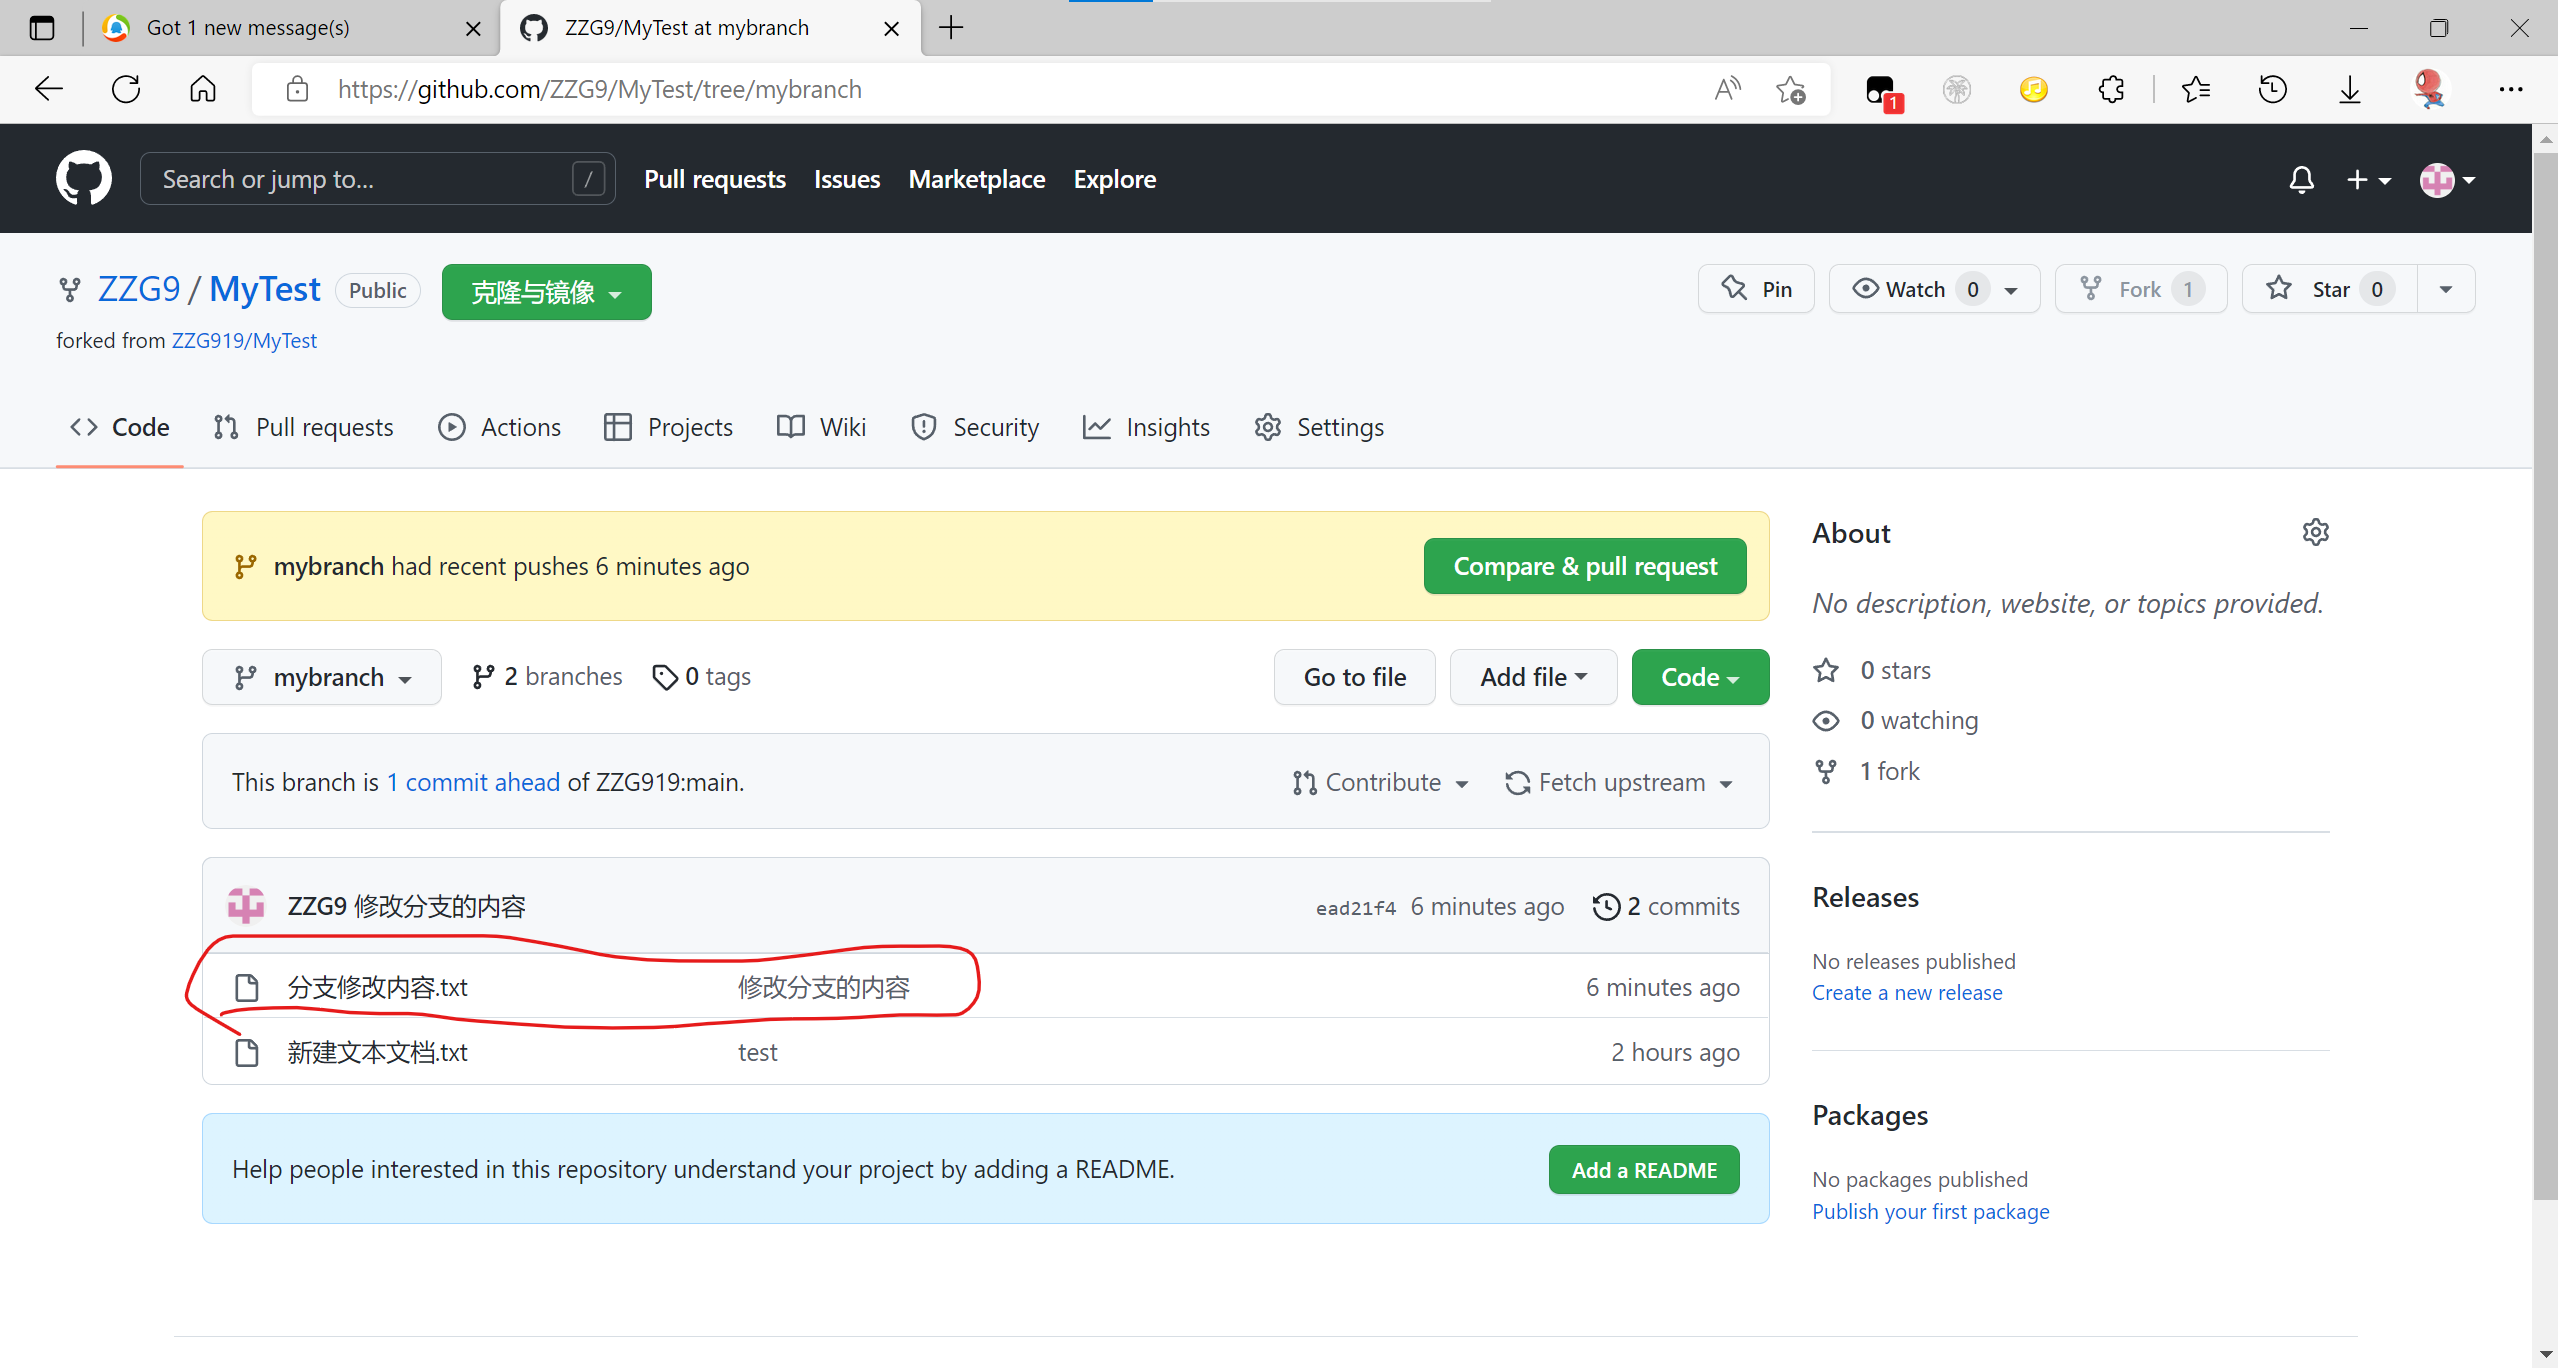 Got 1 new message(s)
ZZG9/MyTest at mybranch
https://github.com/ZZG9/MyTest/tree/mybranch
1
Search or jump to...
/
Pull requests
Issues
Marketplace
Explore
ZZG9 / MyTest
Public
克隆与镜像
Pin
Watch 0
Fork 1
Star 0
forked from ZZG919/MyTest
Code
Pull requests
Actions
Projects
Wiki
Security
Insights
Settings
mybranch had recent pushes 6 minutes ago
Compare & pull request
mybranch
2 branches
0 tags
Go to file
Add file
Code
This branch is 1 commit ahead of ZZG919:main.
Contribute
Fetch upstream
ZZG9 修改分支的内容
ead21f4 6 minutes ago
2 commits
分支修改内容.txt
修改分支的内容
6 minutes ago
新建文本文档.txt
test
2 hours ago
Help people interested in this repository understand your project by adding a README.
Add a README
About
No description, website, or topics provided.
0 stars
0 watching
1 fork
Releases
No releases published
Create a new release
Packages
No packages published
Publish your first package